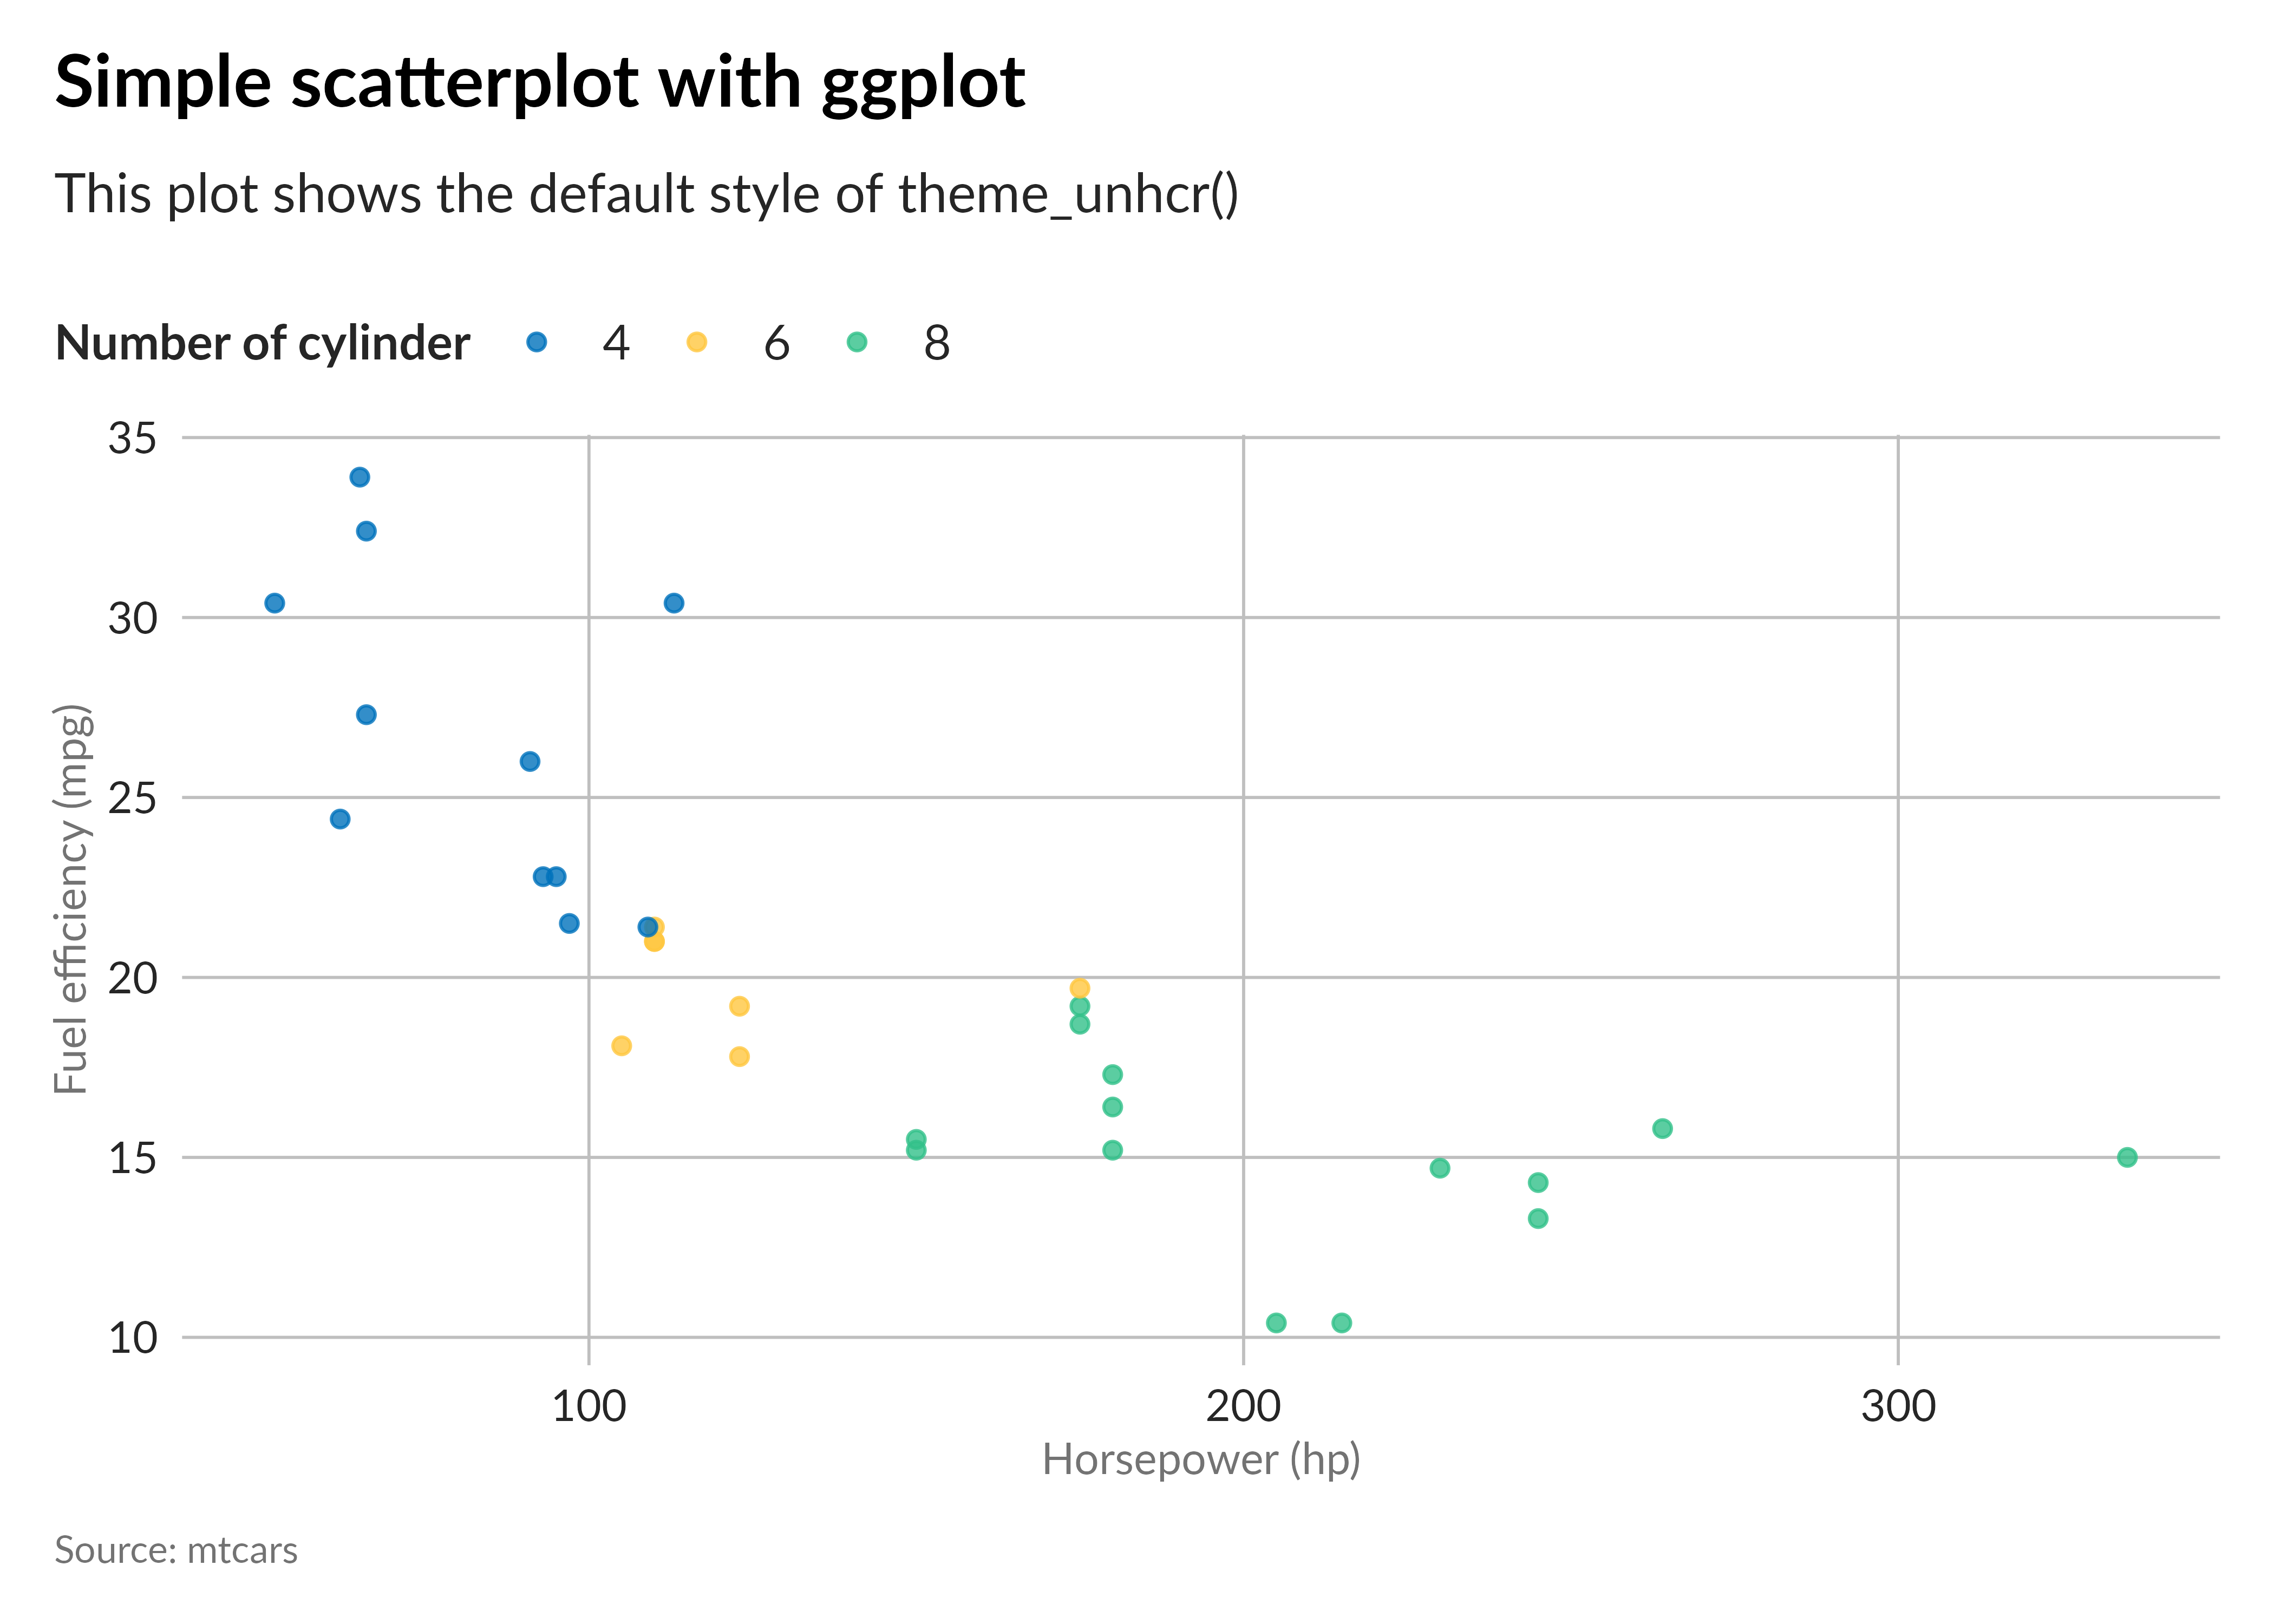 Simple scatterplot with ggplot
This plot shows the default style of theme_unhcr()
Number of cylinder 4 6 8
35
30
25
20
15
10
Fuel efficiency (mpg)
100 200 300
Horsepower (hp)
Source: mtcars